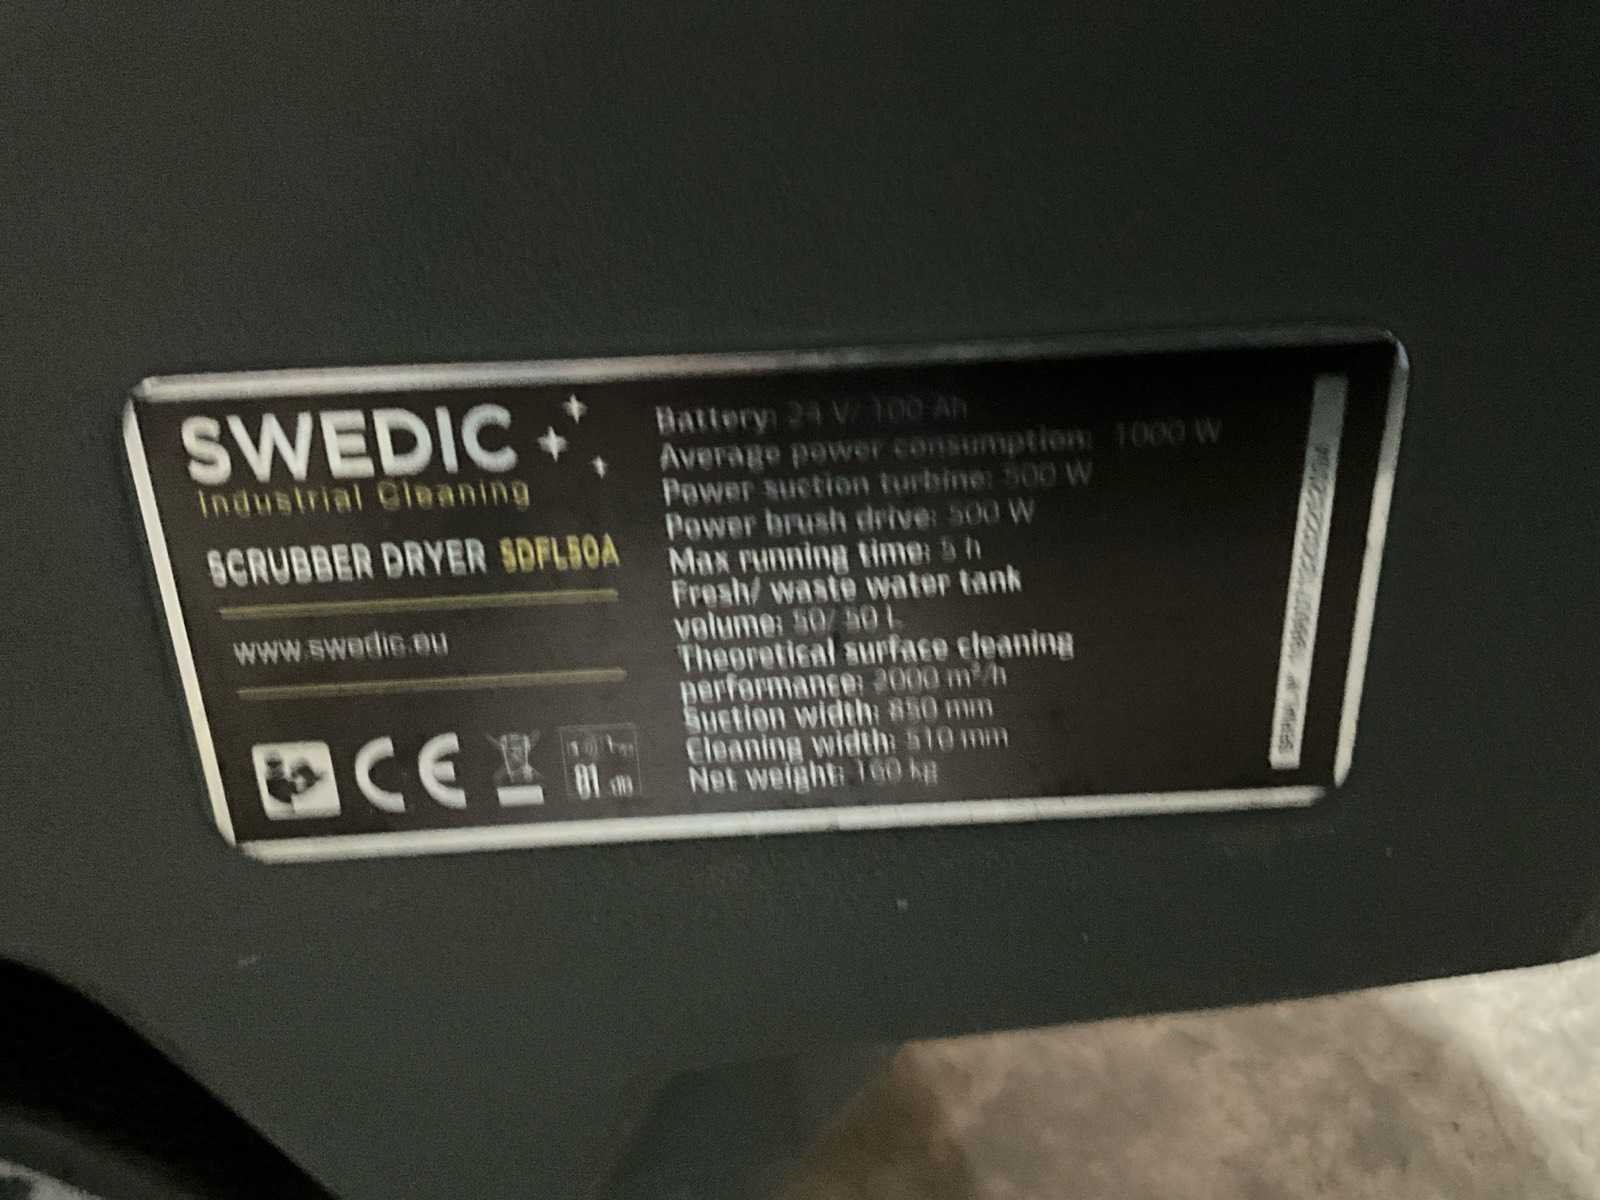 SWEDIC
Industrial Cleaning
SCRUBBER DRYER SDFL50A
www.swedic.eu
CE
81 dB
Battery: 24 V/ 100 Ah
Average power consumption: 1000 W
Power suction turbine: 500 W
Power brush drive: 500 W
Max running time: 5 h
Fresh/ waste water tank
volume: 50/ 50 L
Theoretical surface cleaning
performance: 2000 m²/h
Suction width: 850 mm
Cleaning width: 510 mm
Net weight: 160 kg